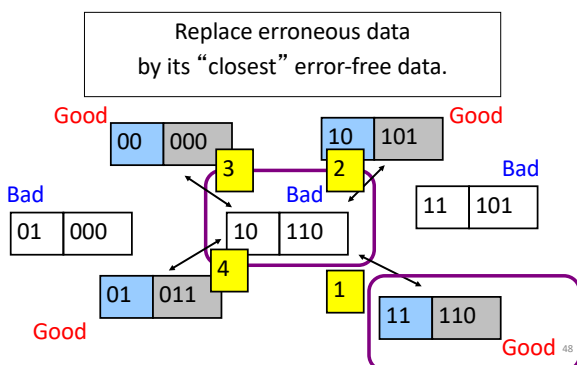 Replace erroneous data
by its “closest” error-free data.
Good
00 000
3
Good
10 101
2
Bad
01 000
Bad
10 110
Bad
11 101
4
01 011
Good
1
11 110
Good
48